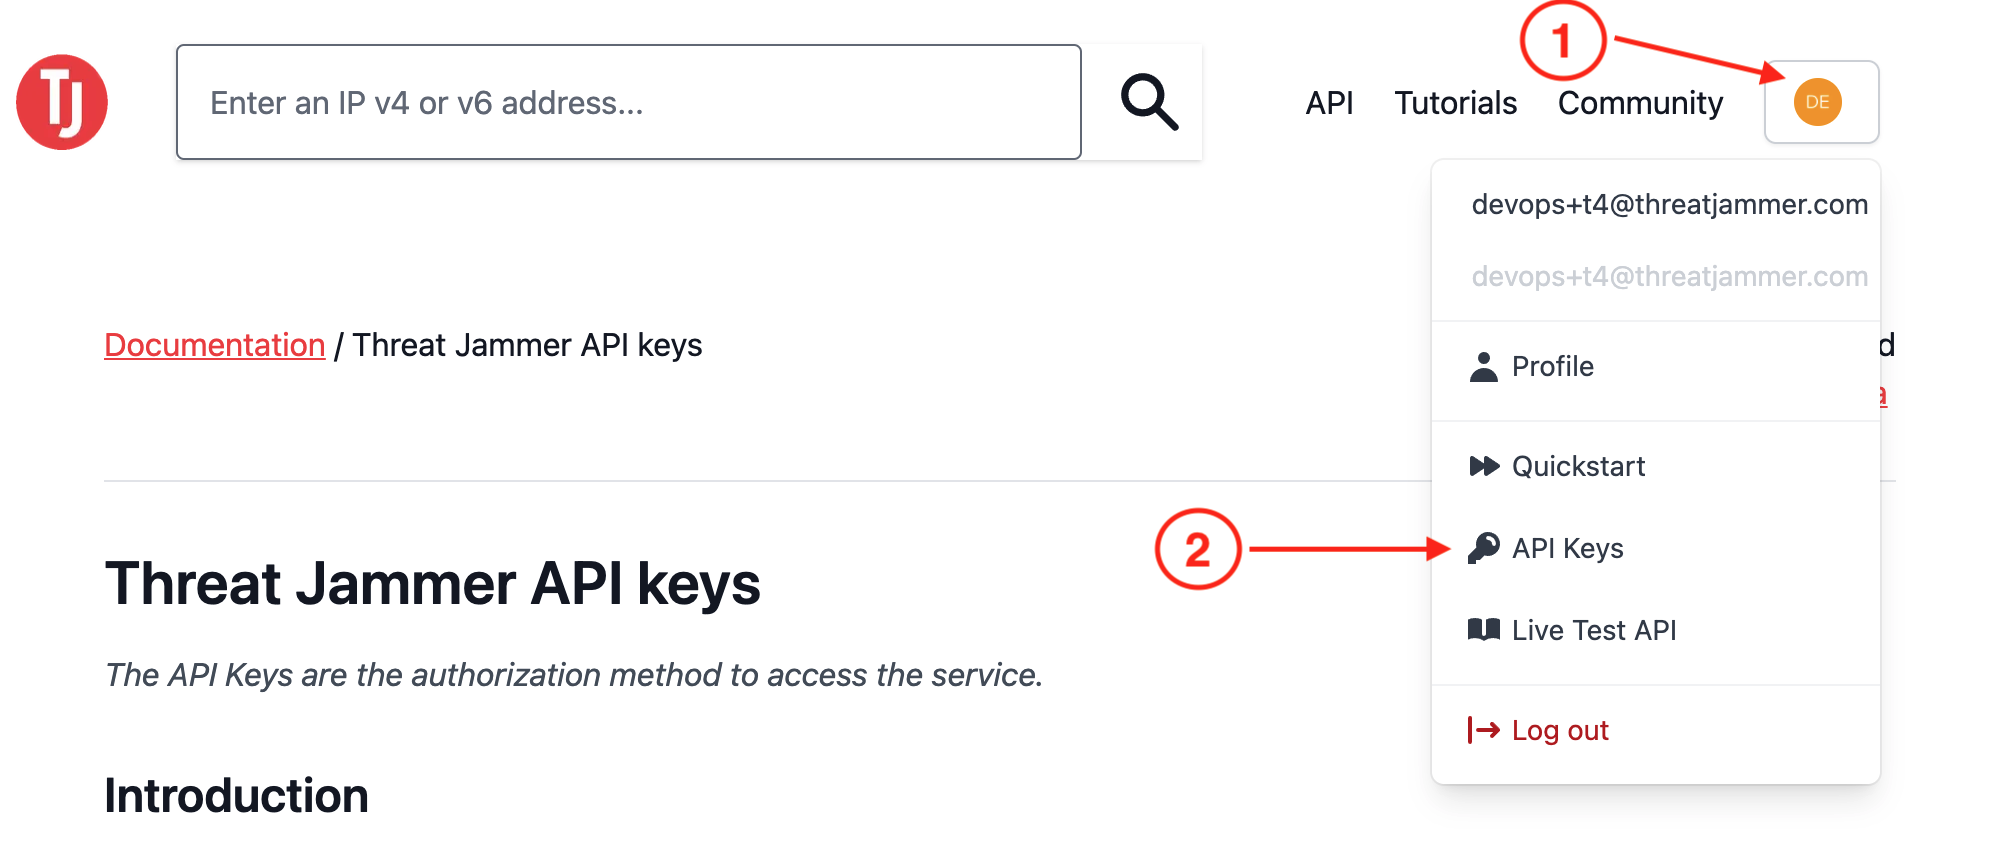 1
TJ
Enter an IP v4 or v6 address...
API Tutorials Community DE
devops+t4@threatjammer.com
devops+t4@threatjammer.com
Documentation / Threat Jammer API keys
d
a
Profile
Quickstart
2
API Keys
Live Test API
Log out
Threat Jammer API keys
The API Keys are the authorization method to access the service.
Introduction